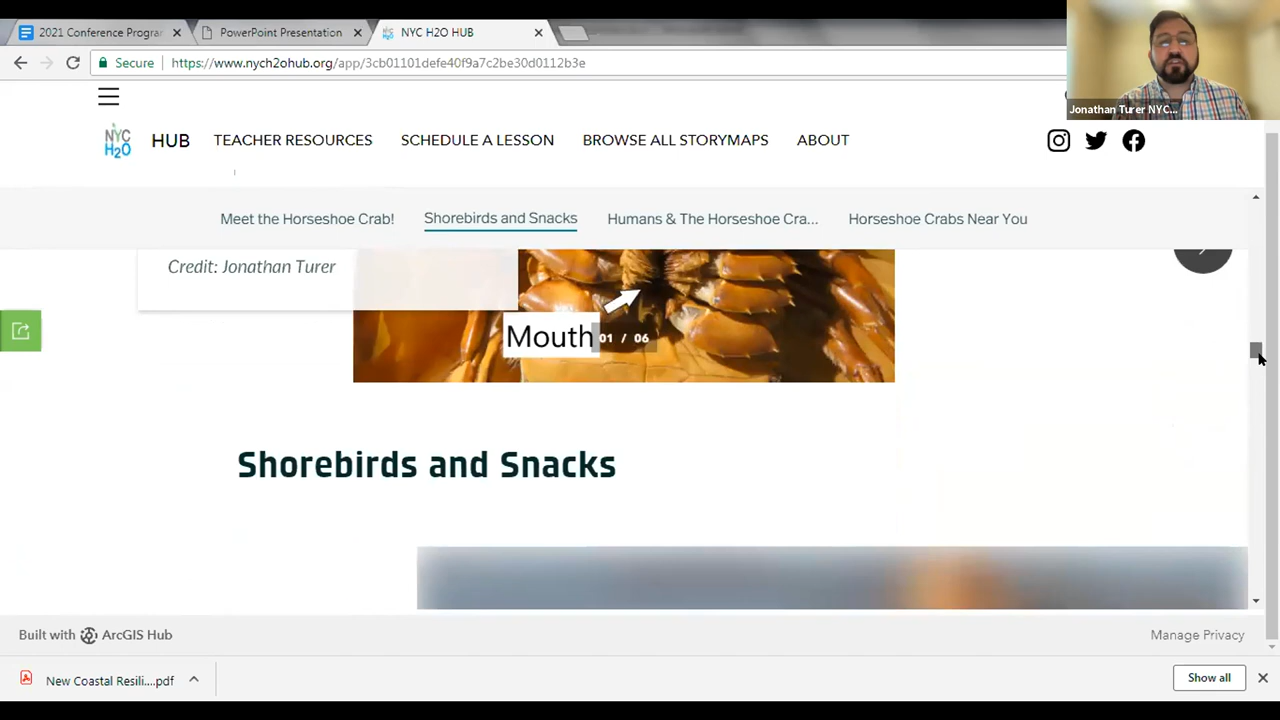 2021 Conference Progra
PowerPoint Presentation
NYC H2O HUB
Secure
https://www.nych2ohub.org/app/3cb01101defe40f9a7c2be30d0112b3e
Jonathan Turer NYC...
NYC
H2O
HUB
TEACHER RESOURCES
SCHEDULE A LESSON
BROWSE ALL STORYMAPS
ABOUT
Meet the Horseshoe Crab!
Shorebirds and Snacks
Humans & The Horseshoe Cra...
Horseshoe Crabs Near You
Credit: Jonathan Turer
Mouth
01 / 06
Shorebirds and Snacks
Built with ArcGIS Hub
Manage Privacy
New Coastal Resili....pdf
Show all